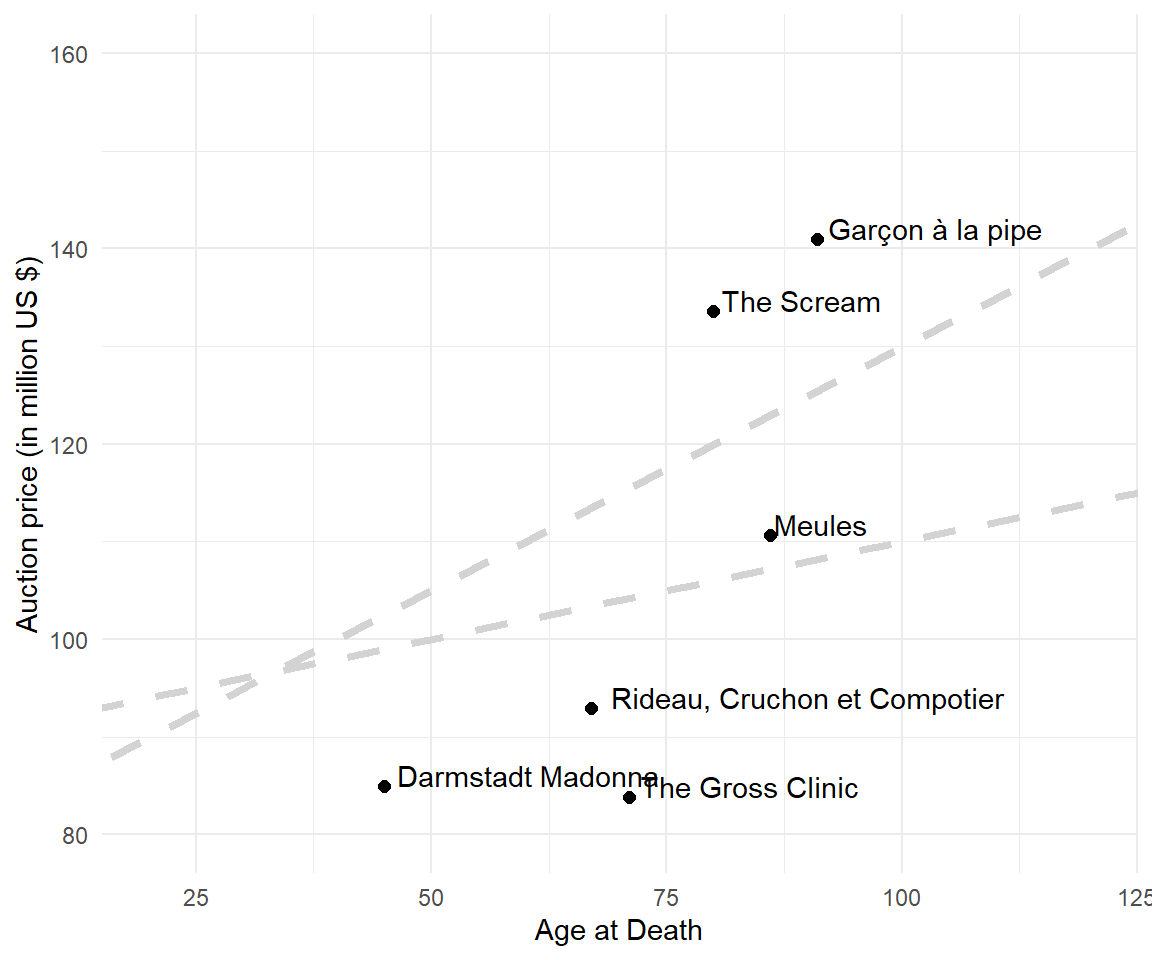 160
140
120
100
80
Auction price (in million US $)
Garçon à la pipe
The Scream
Meules
Rideau, Cruchon et Compotier
Darmstadt Madonna
The Gross Clinic
25
50
75
100
125
Age at Death